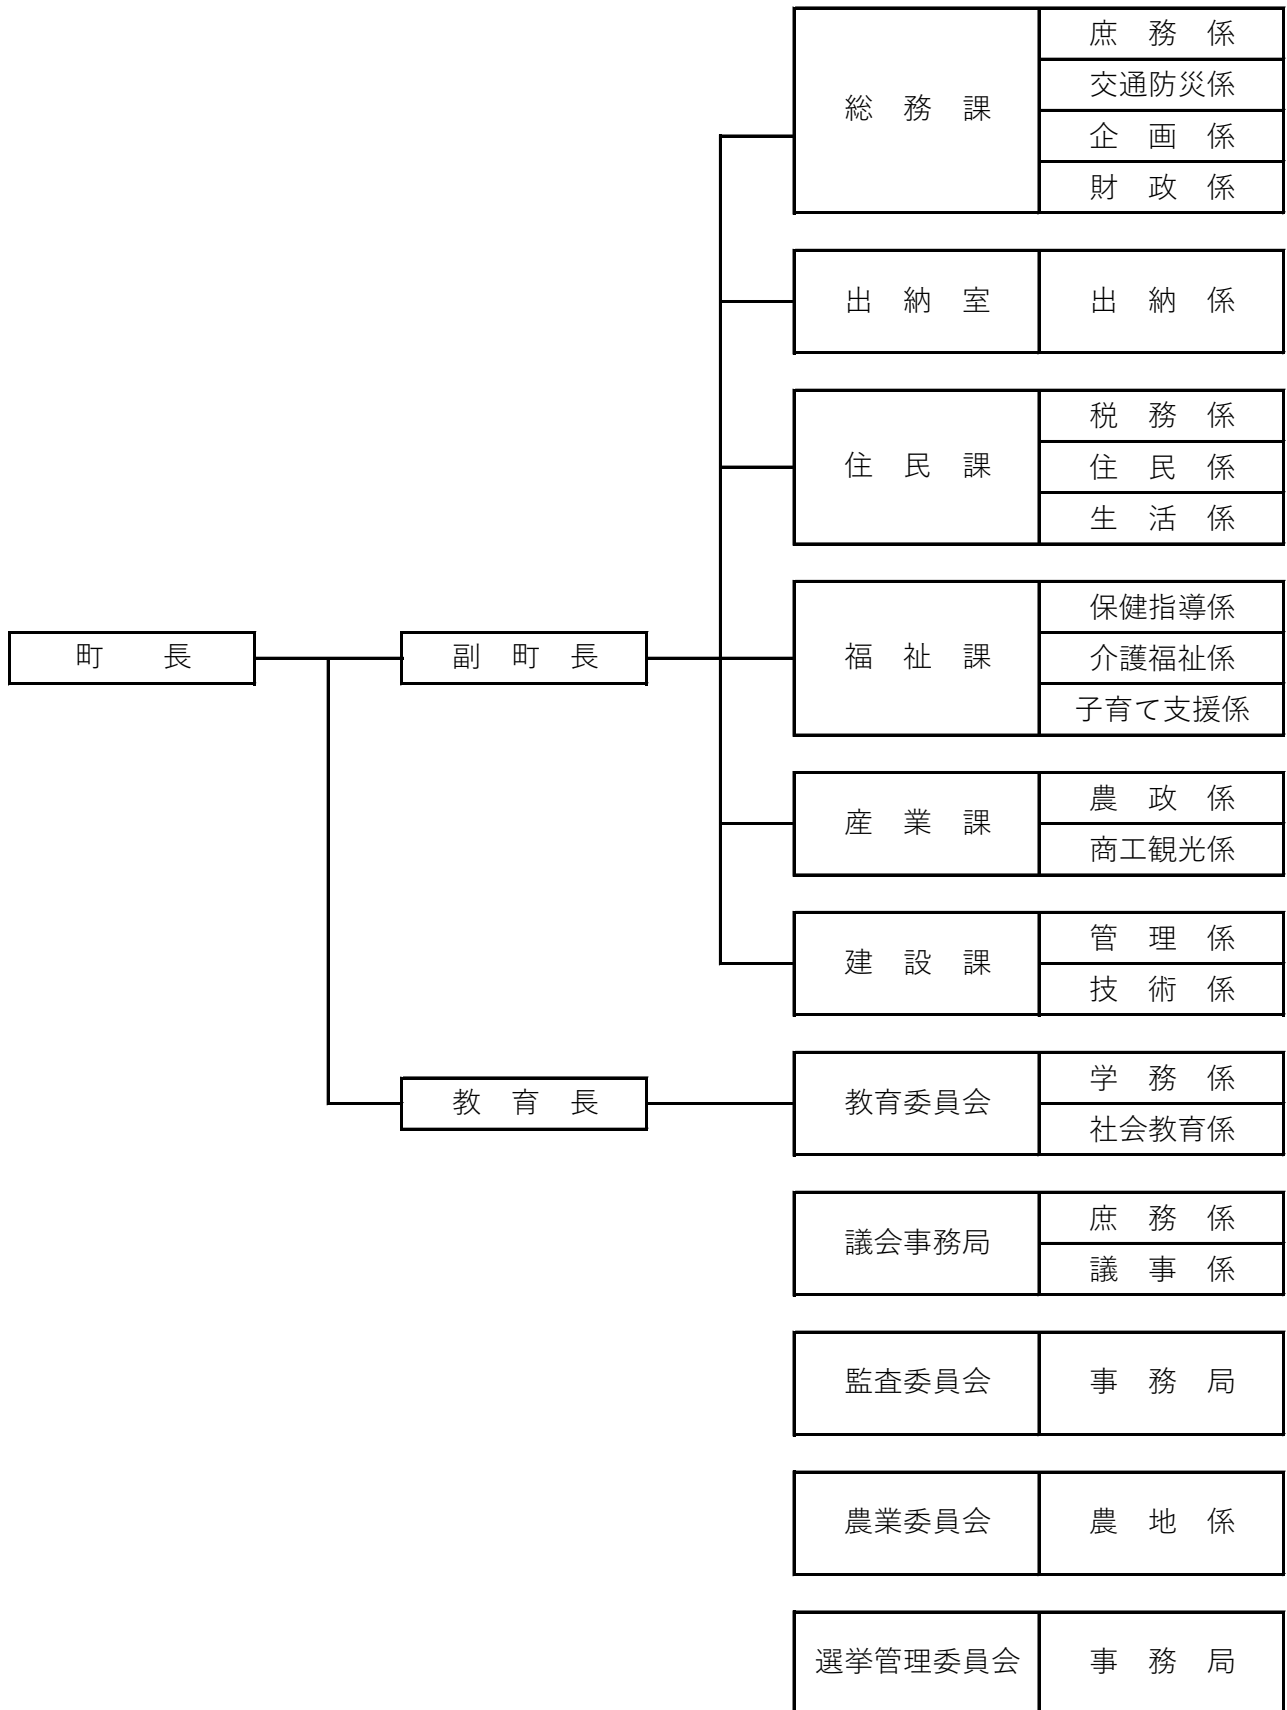 町　長
副　町　長
教　育　長
総　務　課
庶　務　係
交通防災係
企　画　係
財　政　係
出　納　室
出　納　係
住　民　課
税　務　係
住　民　係
生　活　係
福　祉　課
保健指導係
介護福祉係
子育て支援係
産　業　課
農　政　係
商工観光係
建　設　課
管　理　係
技　術　係
教育委員会
学　務　係
社会教育係
議会事務局
庶　務　係
議　事　係
監査委員会
事　務　局
農業委員会
農　地　係
選挙管理委員会
事　務　局